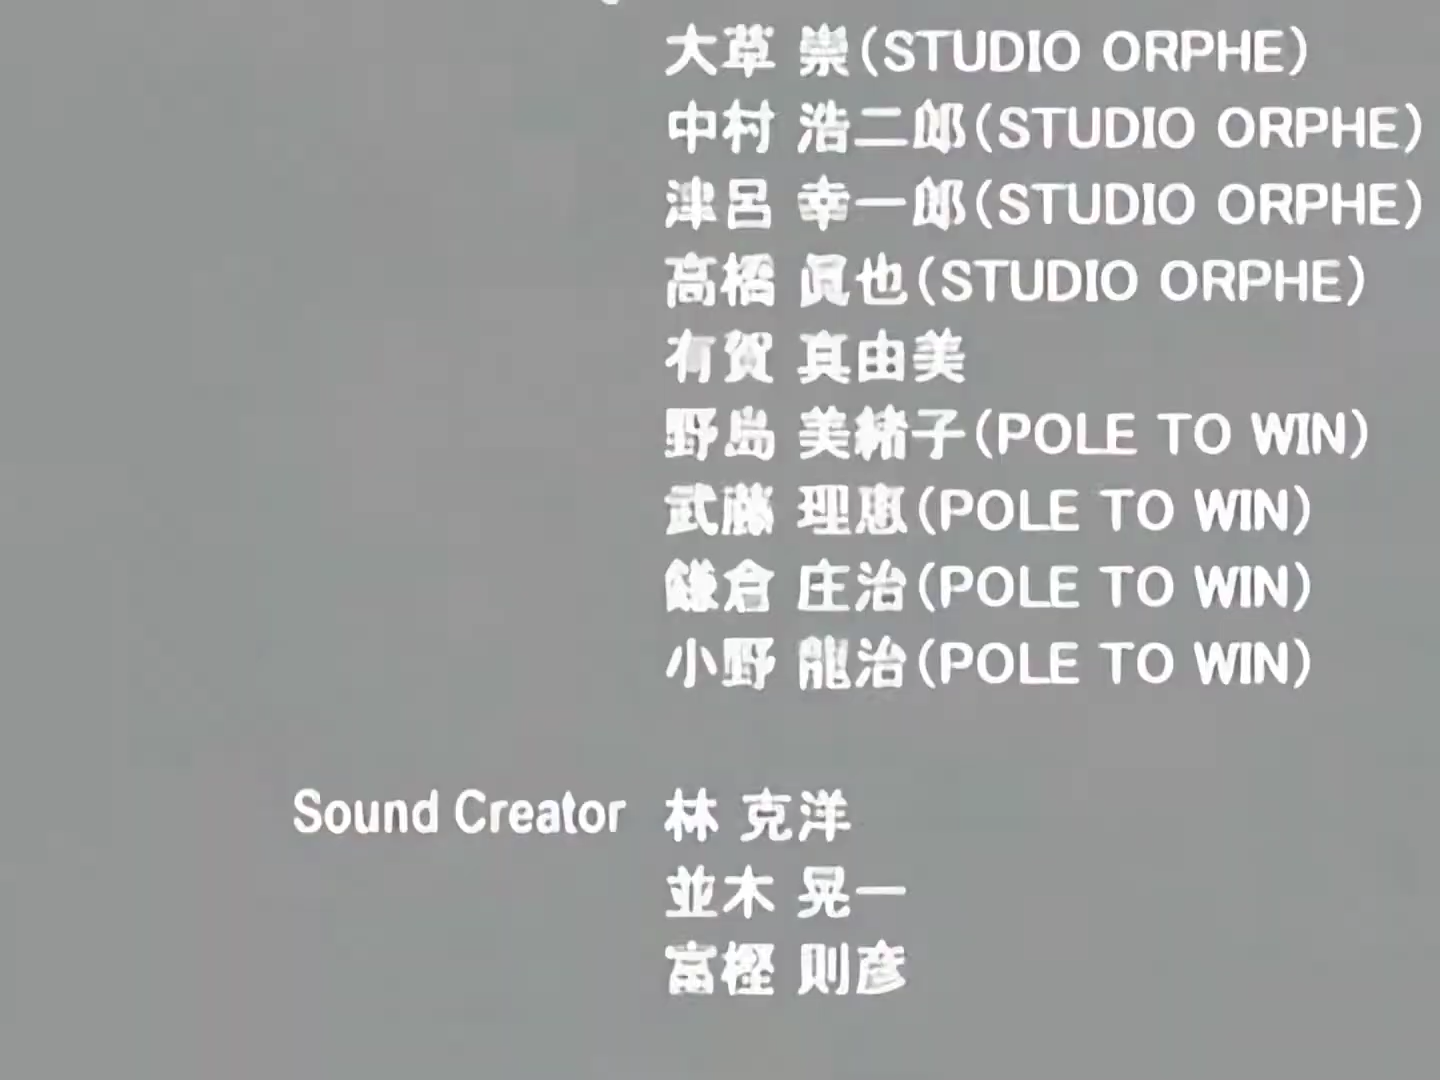 大草 崇(STUDIO ORPHE)
中村 浩二郎(STUDIO ORPHE)
津呂 幸一郎(STUDIO ORPHE)
高橋 眞也(STUDIO ORPHE)
有賀 真由美
野島 美緒子(POLE TO WIN)
武藤 理恵(POLE TO WIN)
鎌倉 庄治(POLE TO WIN)
小野 龍治(POLE TO WIN)
Sound Creator 林 克洋
並木 晃一
富樫 則彦